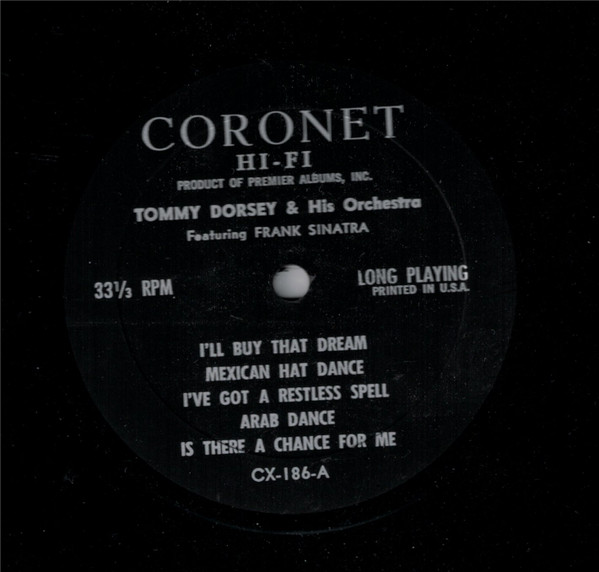 CORONET
HI-FI
PRODUCT OF PREMIER ALBUMS, INC.
TOMMY DORSEY & His Orchestra
Featuring FRANK SINATRA
33⅓ RPM
LONG PLAYING
PRINTED IN U.S.A.
I'LL BUY THAT DREAM
MEXICAN HAT DANCE
I'VE GOT A RESTLESS SPELL
ARAB DANCE
IS THERE A CHANCE FOR ME
CX-186-A